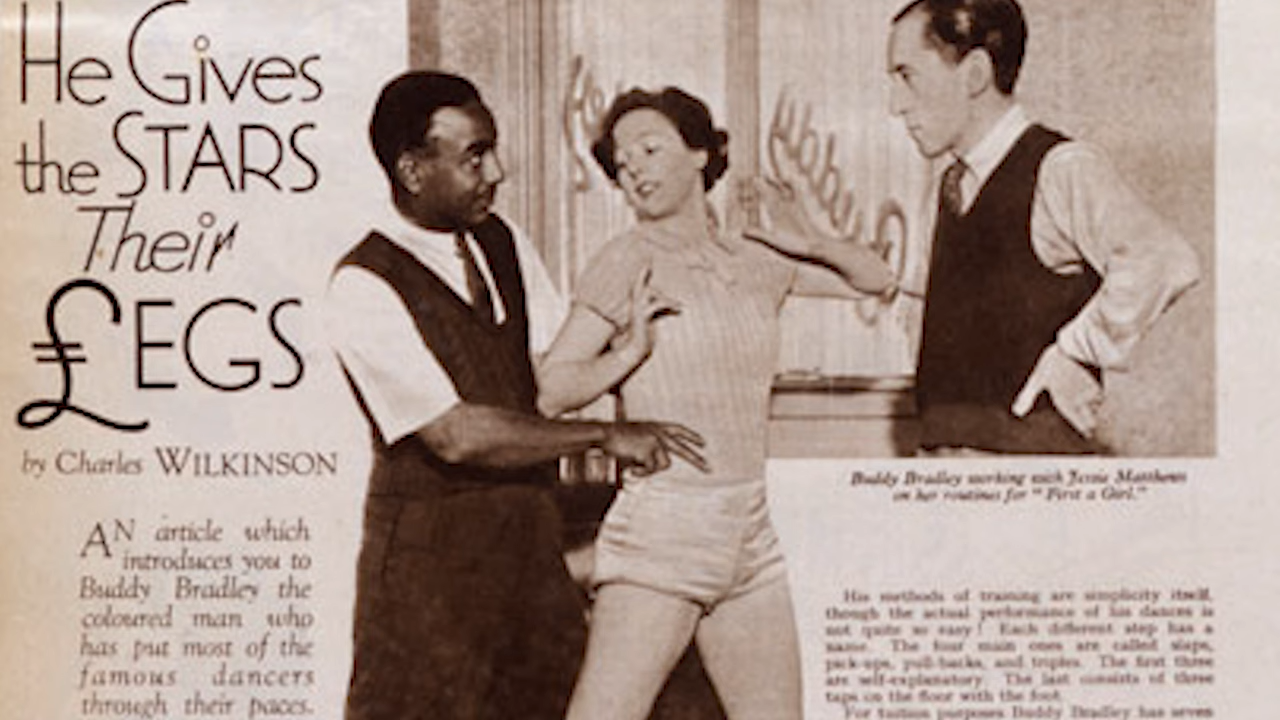 He Gives
the STARS
Their
£EGS
by Charles WILKINSON
AN article which
introduces you to
Buddy Bradley the
coloured man who
has put most of the
famous dancers
through their paces.
Buddy Bradley working with Jessie Matthews
on her routines for "First a Girl."
His methods of training are simplicity itself,
though the actual performance of his dances is
not quite so easy! Each different step has a
name. The four main ones are called slaps,
pick-ups, pull-backs, and triples. The first three
are self-explanatory. The last consists of three
taps on the floor with the foot.
For tuition purposes Buddy Bradley has seven